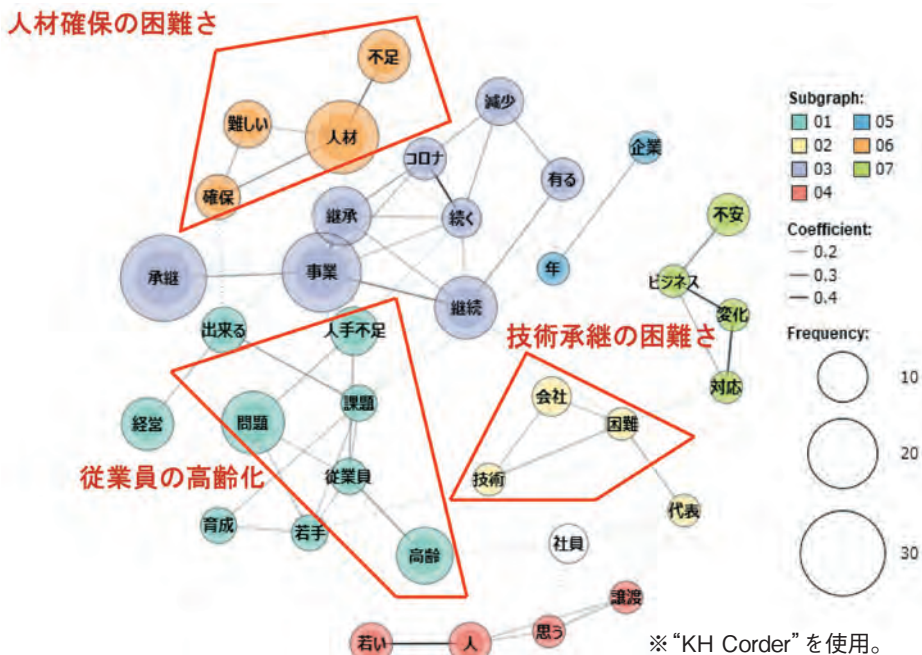 人材確保の困難さ
不足
難しい
人材
確保
減少
コロナ
有る
企業
継承
続く
年
承継
事業
継続
不安
ビジネス
変化
対応
出来る
人手不足
技術承継の困難さ
課題
会社
経営
問題
困難
従業員の高齢化
従業員
技術
育成
若手
代表
高齢
社員
譲渡
若い
人
思う
Subgraph:
01 05
02 06
03 07
04
Coefficient:
0.2
0.3
0.4
Frequency:
10
20
30
※“KH Corder”を使用。